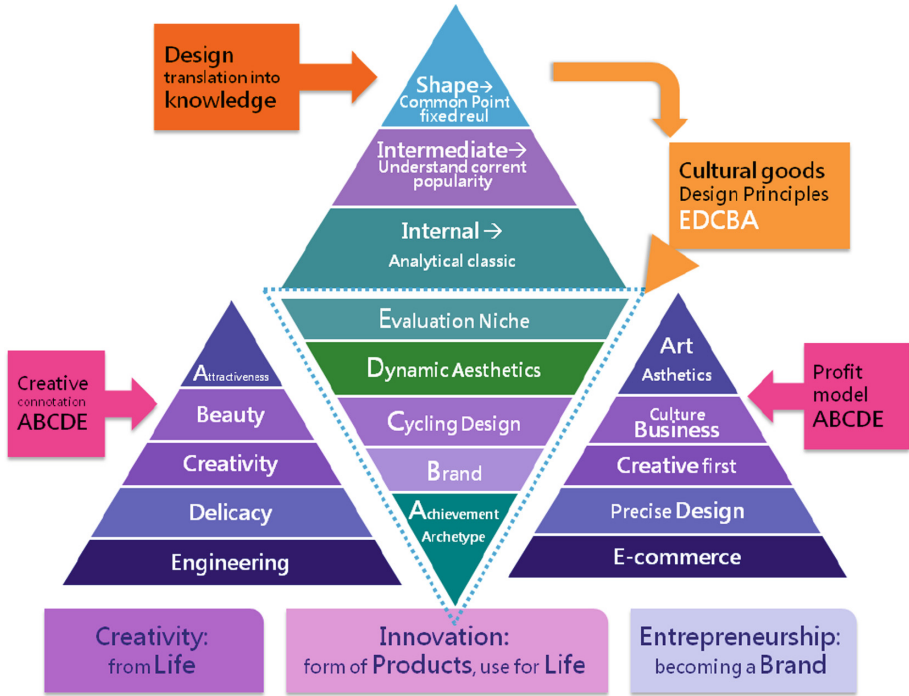 Design
translation into
knowledge
Shape→
Common Point
fixed reul
Intermediate→
Understand corrent
popularity
Internal →
Analytical classic
Cultural goods
Design Principles
EDCBA
Evaluation Niche
Dynamic Aesthetics
Cycling Design
Brand
Achievement
Archetype
Creative
connotation
ABCDE
Attractiveness
Beauty
Creativity
Delicacy
Engineering
Art
Asthetics
Culture
Business
Creative first
Precise Design
E-commerce
Profit
model
ABCDE
Creativity:
from Life
Innovation:
form of Products, use for Life
Entrepreneurship:
becoming a Brand